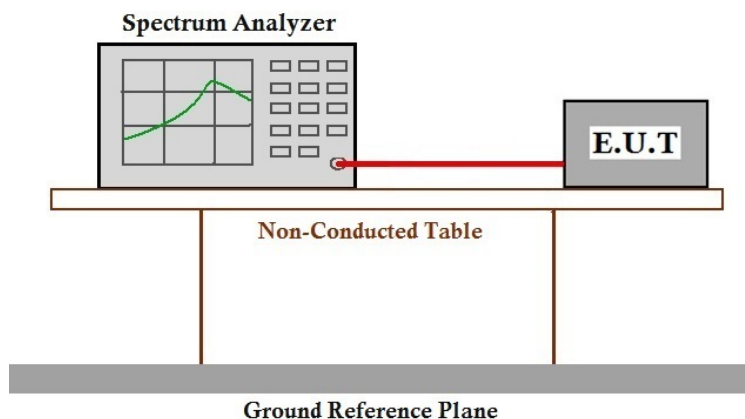 Spectrum Analyzer
E.U.T
Non-Conducted Table
Ground Reference Plane